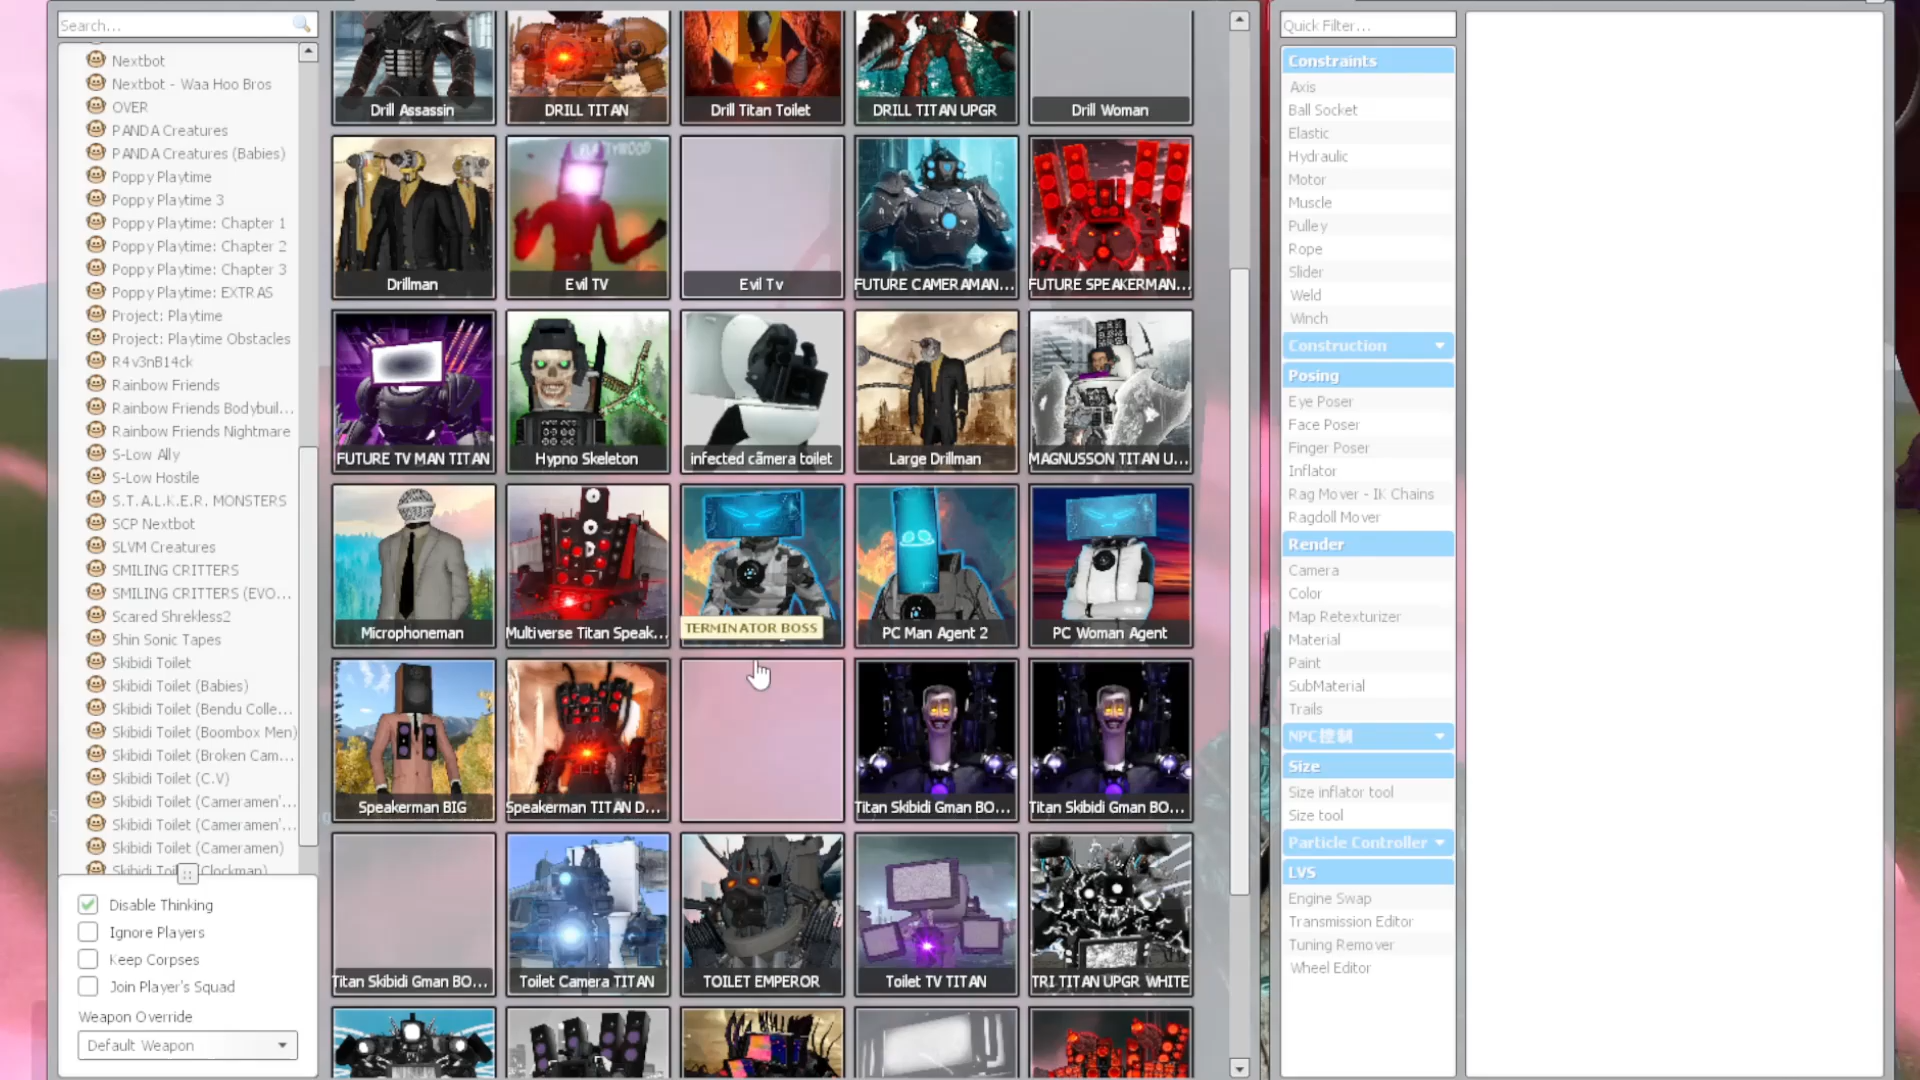 Search...
Nextbot
Nextbot - Waa Hoo Bros
OVER
PANDA Creatures
PANDA Creatures (Babies)
Poppy Playtime
Poppy Playtime 3
Poppy Playtime: Chapter 1
Poppy Playtime: Chapter 2
Poppy Playtime: Chapter 3
Poppy Playtime: EXTRAS
Project: Playtime
Project: Playtime Obstacles
R4v3nB14ck
Rainbow Friends
Rainbow Friends Bodybuil...
Rainbow Friends Nightmare
S-Low Ally
S-Low Hostile
S.T.A.L.K.E.R. MONSTERS
SCP Nextbot
SLVM Creatures
SMILING CRITTERS
SMILING CRITTERS (EVO...
Scared Shrekless2
Shin Sonic Tapes
Skibidi Toilet
Skibidi Toilet (Babies)
Skibidi Toilet (Bendu Colle...
Skibidi Toilet (Boombox Men)
Skibidi Toilet (Broken Cam...
Skibidi Toilet (C.V)
Skibidi Toilet (Cameramen'...
Skibidi Toilet (Cameramen'...
Skibidi Toilet (Cameramen)
Disable Thinking
Ignore Players
Keep Corpses
Join Player's Squad
Weapon Override
Default Weapon
Drill Assassin
DRILL TITAN
Drill Titan Toilet
DRILL TITAN UPGR
Drill Woman
Drillman
Evil TV
Evil Tv
FUTURE CAMERAMAN...
FUTURE SPEAKERMAN...
FUTURE TV MAN TITAN
Hypno Skeleton
infected cãmera toilet
Large Drillman
MAGNUSSON TITAN U...
Microphoneman
Multiverse Titan Speak...
TERMINATOR BOSS
PC Man Agent 2
PC Woman Agent
Speakerman BIG
Speakerman TITAN D...
Titan Skibidi Gman BO...
Titan Skibidi Gman BO...
Titan Skibidi Gman BO...
Toilet Camera TITAN
TOILET EMPEROR
Toilet TV TITAN
TRI TITAN UPGR WHITE
Quick Filter...
Constraints
Axis
Ball Socket
Elastic
Hydraulic
Motor
Muscle
Pulley
Rope
Slider
Weld
Winch
Construction
Posing
Eye Poser
Face Poser
Finger Poser
Inflator
Rag Mover - IK Chains
Ragdoll Mover
Render
Camera
Color
Map Retexturizer
Material
Paint
SubMaterial
Trails
NPC控制
Size
Size inflator tool
Size tool
Particle Controller
LVS
Engine Swap
Transmission Editor
Tuning Remover
Wheel Editor